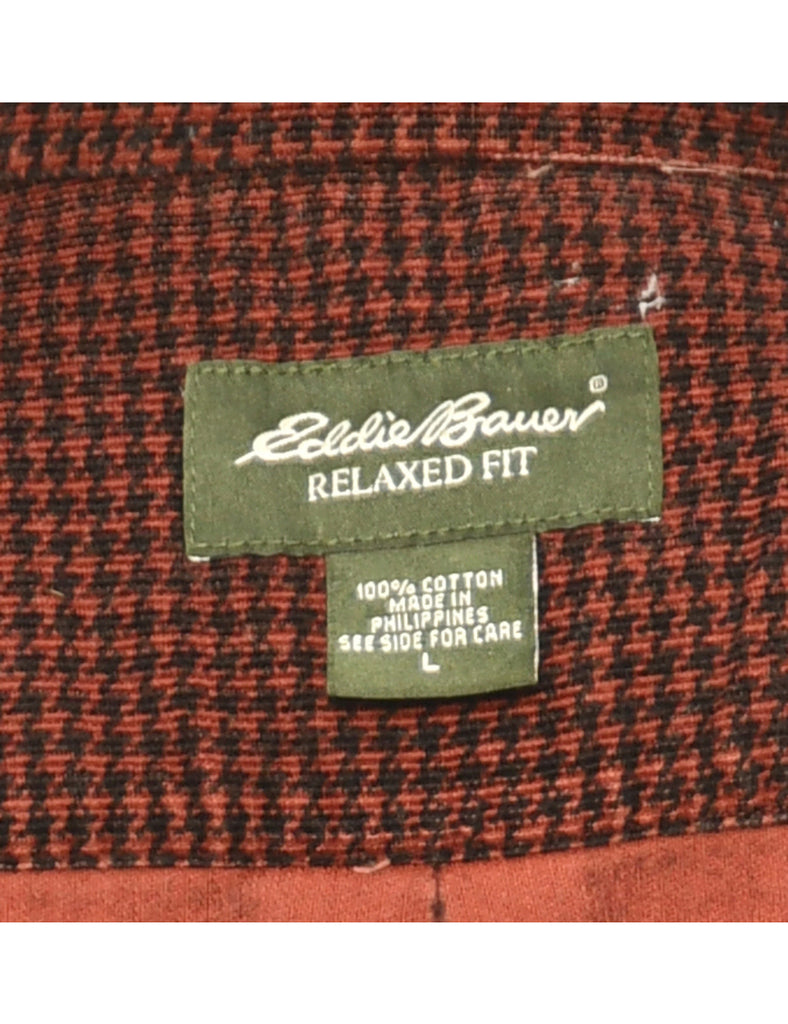 Eddie Bauer ®
RELAXED FIT
100% COTTON
MADE IN
PHILIPPINES
SEE SIDE FOR CARE
L